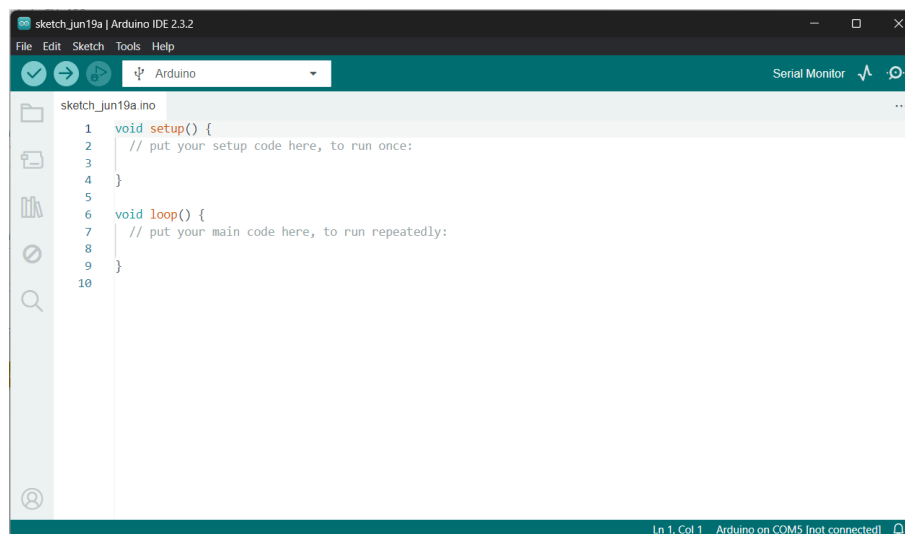 sketch_jun19a | Arduino IDE 2.3.2
File Edit Sketch Tools Help
Arduino
Serial Monitor
sketch_jun19a.ino
1 void setup() {
2 // put your setup code here, to run once:
3
4 }
5
6 void loop() {
7 // put your main code here, to run repeatedly:
8
9 }
10
Ln 1, Col 1 Arduino on COM5 [not connected]